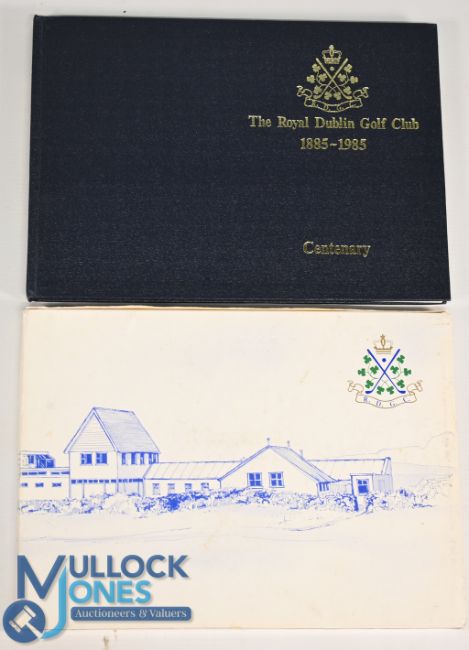 R. D. G. C.
The Royal Dublin Golf Club
1885-1985
Centenary
R. D. G. C.
MULLOCK
JONES
Auctioneers & Valuers